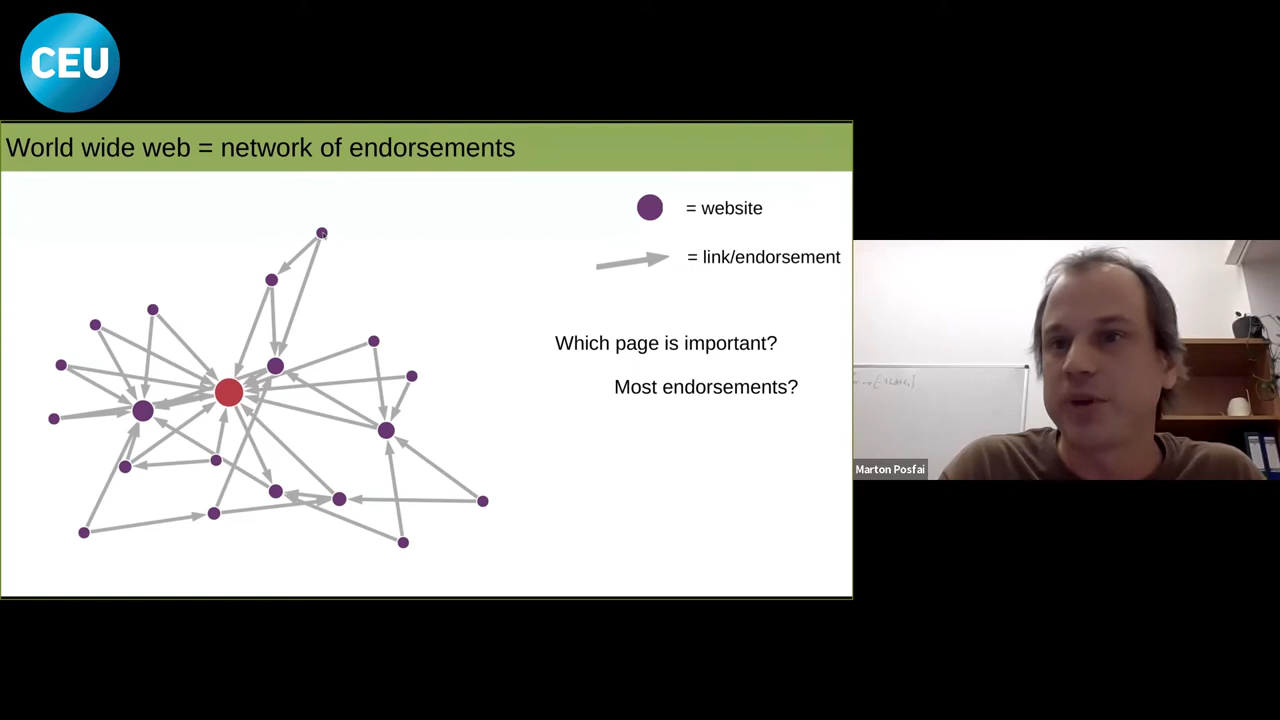 CEU
World wide web = network of endorsements
= website
= link/endorsement
Which page is important?
Most endorsements?
Marton Posfai